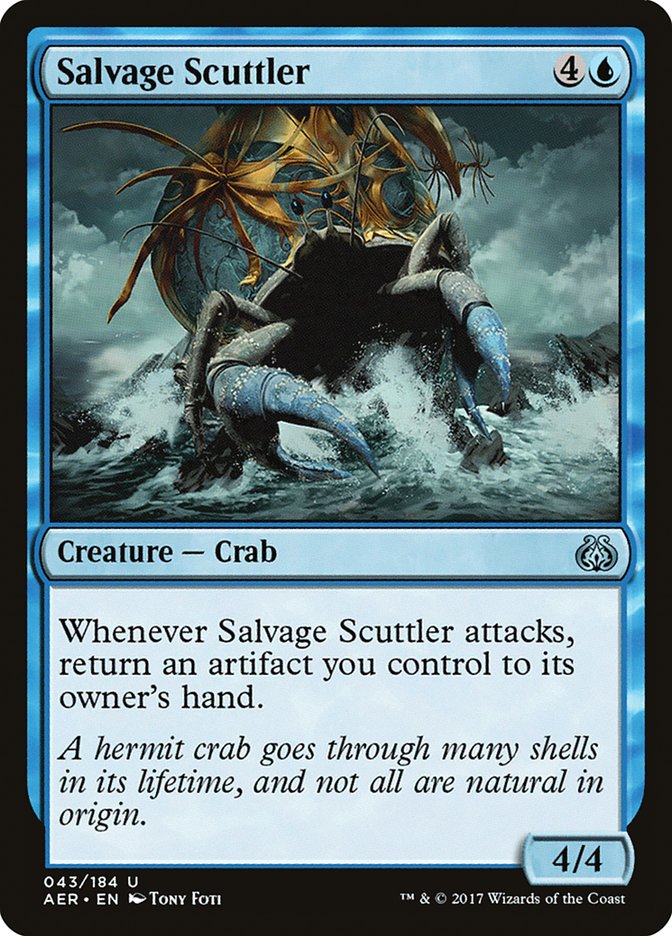 Salvage Scuttler 4
Creature — Crab
Whenever Salvage Scuttler attacks,
return an artifact you control to its
owner's hand.
A hermit crab goes through many shells
in its lifetime, and not all are natural in
origin.
4/4
043/184 U
AER • EN Tony Foti
™ & © 2017 Wizards of the Coast